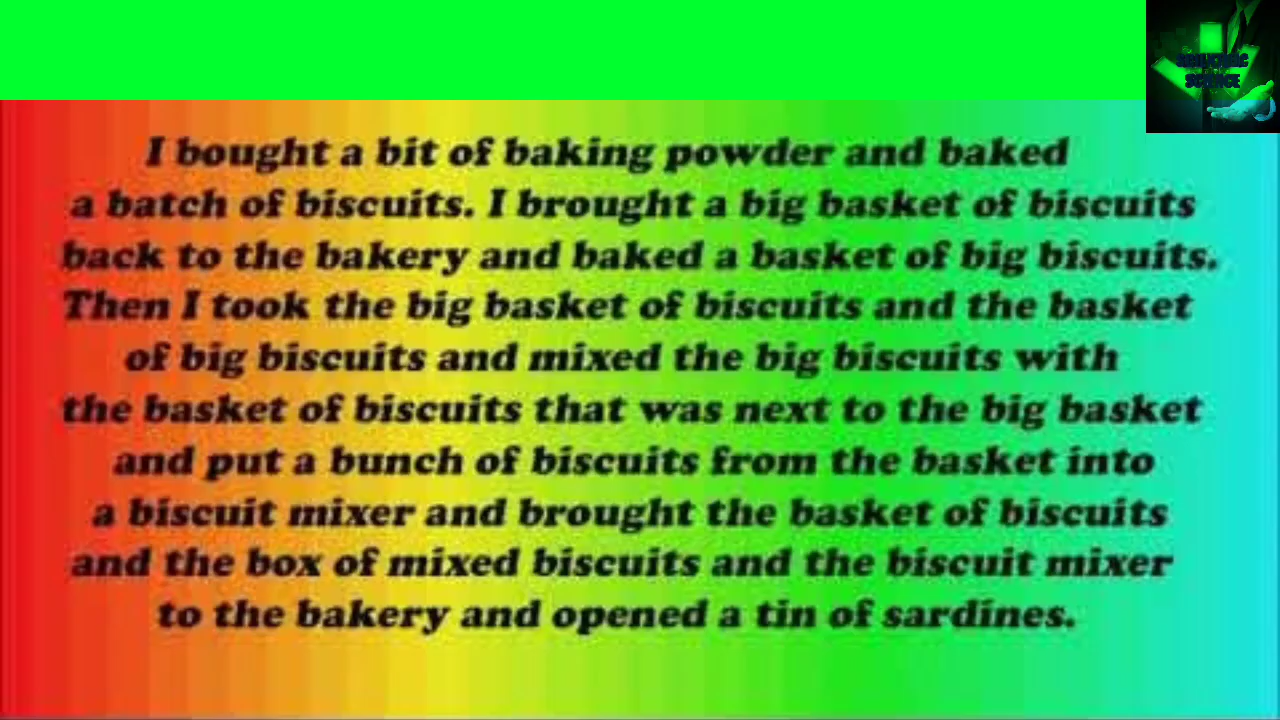 I bought a bit of baking powder and baked
a batch of biscuits. I brought a big basket of biscuits
back to the bakery and baked a basket of big biscuits.
Then I took the big basket of biscuits and the basket
of big biscuits and mixed the big biscuits with
the basket of biscuits that was next to the big basket
and put a bunch of biscuits from the basket into
a biscuit mixer and brought the basket of biscuits
and the box of mixed biscuits and the biscuit mixer
to the bakery and opened a tin of sardines.
SCIENCE